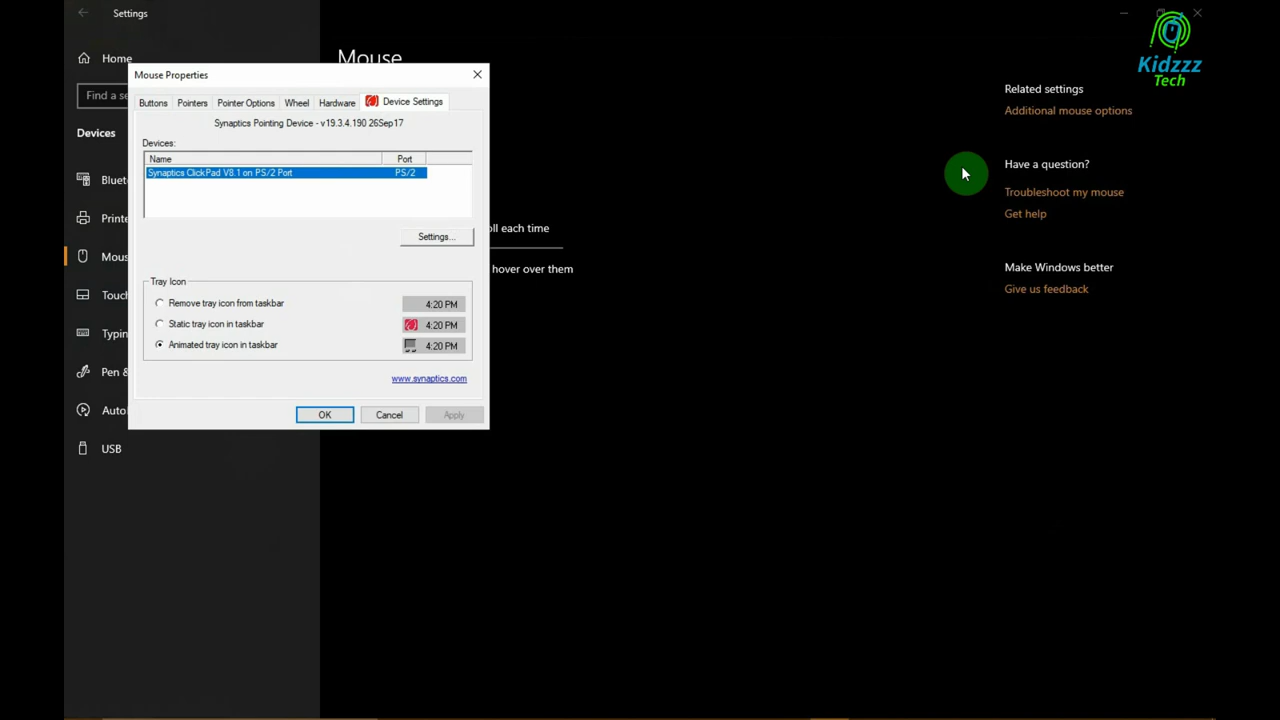 Settings
Home
Find a se
Devices
Blueto
Printe
Mous
Touc
Typin
Pen &
Auto
USB
Mouse
Mouse Properties
Buttons
Pointers
Pointer Options
Wheel
Hardware
Device Settings
Synaptics Pointing Device - v19.3.4.190 26Sep17
Devices:
Name Port
Synaptics ClickPad V8.1 on PS/2 Port PS/2
Settings...
Tray Icon
Remove tray icon from taskbar 4:20 PM
Static tray icon in taskbar 4:20 PM
Animated tray icon in taskbar 4:20 PM
www.synaptics.com
OK
Cancel
Apply
oll each time
hover over them
Kidzzz
Tech
Related settings
Additional mouse options
Have a question?
Troubleshoot my mouse
Get help
Make Windows better
Give us feedback